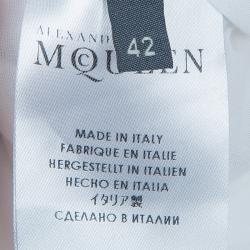 ALEXAND
McQUEEN
42
MADE IN ITALY
FABRIQUE EN ITALIE
HERGESTELLT IN ITALIEN
HECHO EN ITALIA
イタリア製
СДЕЛАНО В ИТАЛИИ